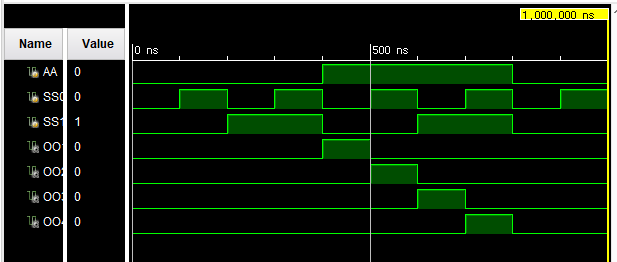 1,000,000 ns
Name Value
0 ns 500 ns
AA 0
SS0 0
SS1 1
OO1 0
OO2 0
OO3 0
OO4 0